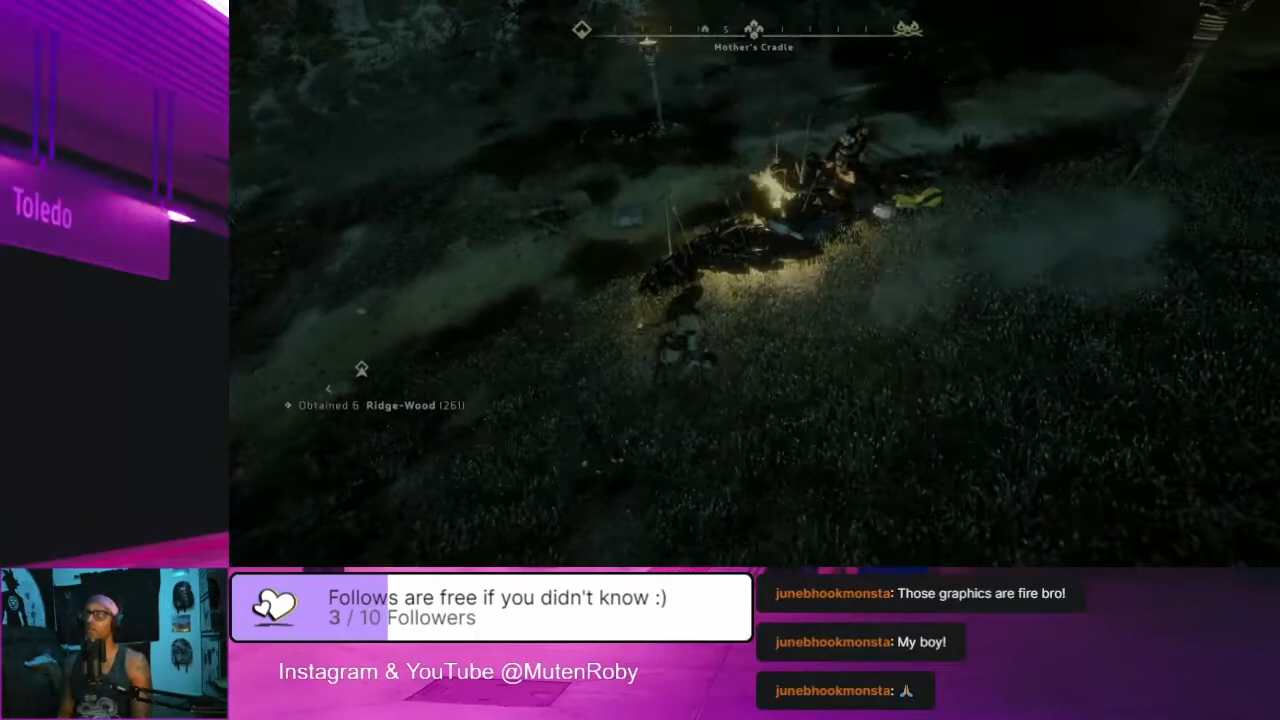 S
Mother's Cradle
Toledo
Obtained 6 Ridge-Wood (261)
Follows are free if you didn't know :)
3 / 10 Followers
Instagram & YouTube @MutenRoby
junebhookmonsta: Those graphics are fire bro!
junebhookmonsta: My boy!
junebhookmonsta: 🙏